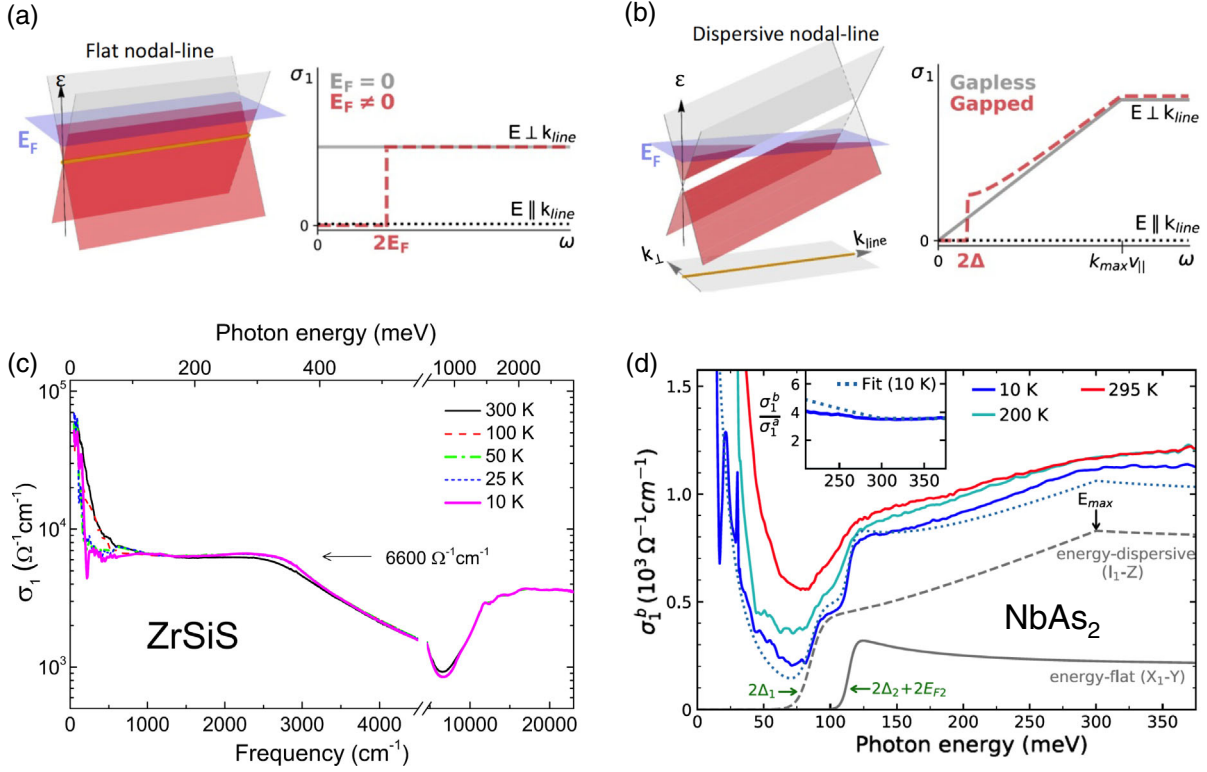 (a)
Flat nodal-line
ε
E_F
σ₁
E_F = 0
E_F ≠ 0
E ⊥ k_line
E ∥ k_line
0
0
2E_F
ω
(b)
Dispersive nodal-line
ε
E_F
k_⊥
k_line
σ₁
Gapless
Gapped
E ⊥ k_line
E ∥ k_line
0
0
2Δ
k_max v_||
ω
(c)
Photon energy (meV)
0 200 400 1000 2000
10⁵
10⁴
10³
σ₁ (Ω⁻¹cm⁻¹)
300 K
100 K
50 K
25 K
10 K
6600 Ω⁻¹cm⁻¹
ZrSiS
0 1000 2000 3000 4000 10000 20000
Frequency (cm⁻¹)
(d)
1.5
1.0
0.5
0
σ₁ᵇ (10³ Ω⁻¹cm⁻¹)
6
4
2
σ₁ᵇ
σ₁ᵃ
Fit (10 K)
250 300 350
10 K
200 K
295 K
E_max
energy-dispersive
(I₁-Z)
NbAs₂
energy-flat (X₁-Y)
2Δ₁
2Δ₂+2E_F2
0 50 100 150 200 250 300 350
Photon energy (meV)